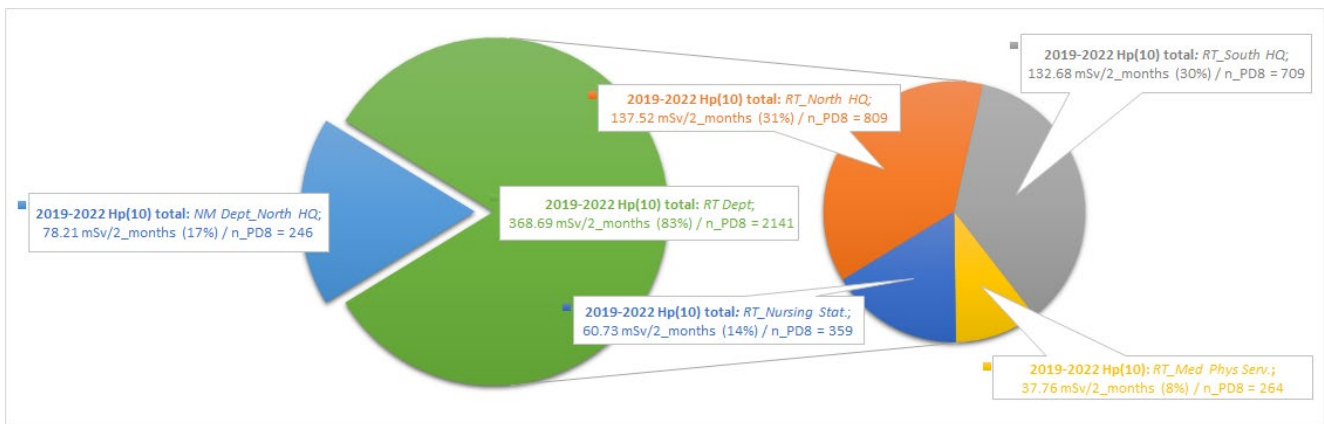 2019-2022 Hp(10) total: RT_South HQ;
132.68 mSv/2_months (30%) / n_PD8 = 709
2019-2022 Hp(10) total: RT_North HQ;
137.52 mSv/2_months (31%) / n_PD8 = 809
2019-2022 Hp(10) total: NM Dept_North HQ;
78.21 mSv/2_months (17%) / n_PD8 = 246
2019-2022 Hp(10) total: RT Dept;
368.69 mSv/2_months (83%) / n_PD8 = 2141
2019-2022 Hp(10) total: RT_Nursing Stat.;
60.73 mSv/2_months (14%) / n_PD8 = 359
2019-2022 Hp(10): RT_Med Phys Serv.;
37.76 mSv/2_months (8%) / n_PD8 = 264